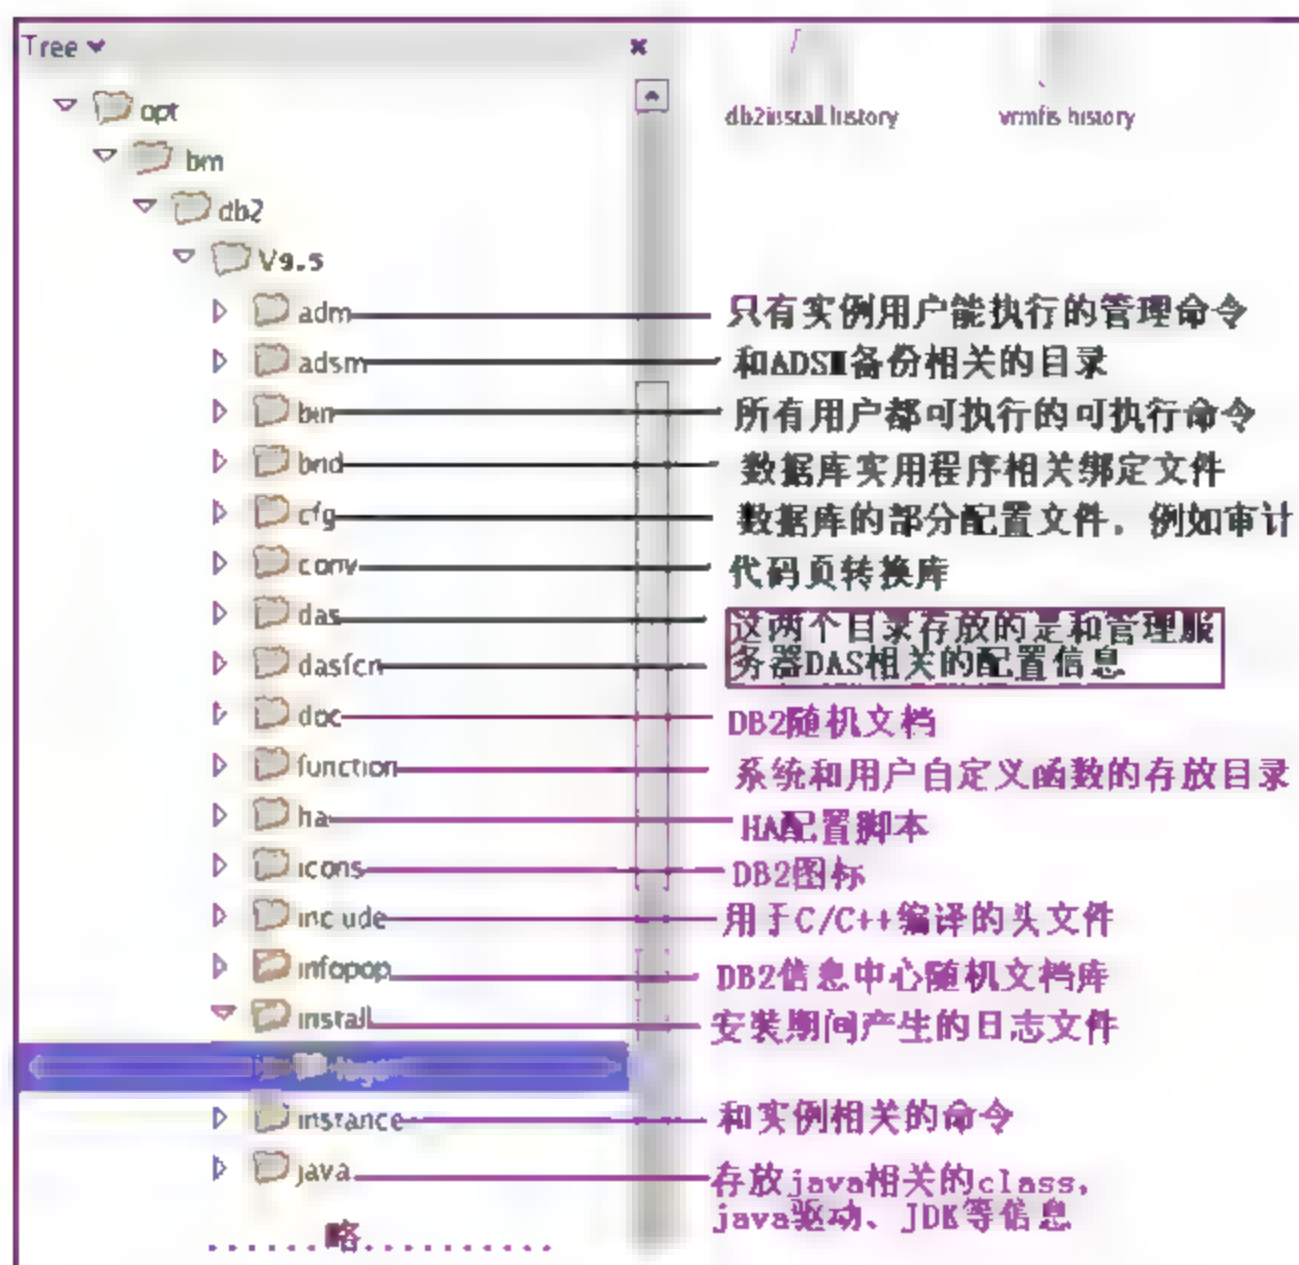 Tree
db2install.history
vrmfis history
opt
bm
db2
V9.5
adm
只有实例用户能执行的管理命令
adsm
和ADSM备份相关的目录
bin
所有用户都可执行的可执行命令
bnd
数据库实用程序相关绑定文件
cfg
数据库的部分配置文件，例如审计
conv
代码页转换库
das
这两个目录存放的是和管理服
dasfcn
务器DAS相关的配置信息
doc
DB2随机文档
function
系统和用户自定义函数的存放目录
ha
HA配置脚本
icons
DB2图标
include
用于C/C++编译的头文件
infopop
DB2信息中心随机文档库
install
安装期间产生的日志文件
instance
和实例相关的命令
java
存放java相关的class,
java驱动、JDK等信息
略